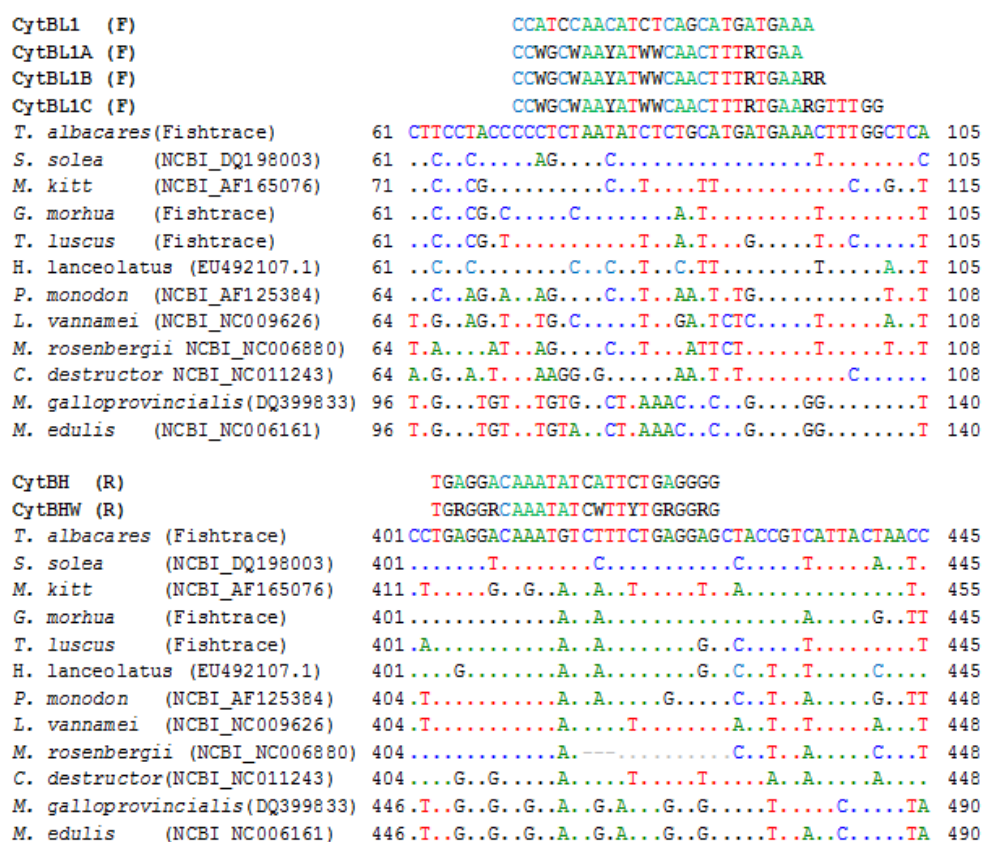 CytBL1 (F) CCATCCAACATCTCAGCATGATGAAA
CytBL1A (F) CCWGCWAAYATWWCAACTTTRTGAA
CytBL1B (F) CCWGCWAAYATWWCAACTTTRTGAARR
CytBL1C (F) CCWGCWAAYATWWCAACTTTRTGAARGTTTGG
T. albacares(Fishtrace) 61 CTTCCTACCCCCTCTAATATCTCTGCATGATGAAACTTTGGCTCA 105
S. solea (NCBI_DQ198003) 61 ..C..C.....AG....C.................T........C 105
M. kitt (NCBI_AF165076) 71 ..C..CG..........C..T....TT...........C..G..T 115
G. morhua (Fishtrace) 61 ..C..CG.C.....C........A.T.........T........T 105
T. luscus (Fishtrace) 61 ..C..CG.T...........T..A.T...G.....T..C.....T 105
H. lanceolatus (EU492107.1) 61 ..C..C........C..C..T..C.TT........T.....A..T 105
P. monodon (NCBI_AF125384) 64 ..C..AG.A..AG....C..T..AA.T.TG...........T..T 108
L. vannamei (NCBI_NC009626) 64 T.G..AG.T..TG.C.....T..GA.TCTC.....T.....A..T 108
M. rosenbergii NCBI_NC006880) 64 T.A....AT..AG....C..T...ATTCT......T.....T..T 108
C. destructor NCBI_NC011243) 64 A.G..A.T...AAGG.G......AA.T.T.........C...... 108
M. galloprovincialis(DQ399833) 96 T.G...TGT..TGTG..CT.AAAC..C..G....GG........T 140
M. edulis (NCBI_NC006161) 96 T.G...TGT..TGTA..CT.AAAC..C..G....GG........T 140
CytBH (R) TGAGGACAAATATCATTCTGAGGGG
CytBHW (R) TGRGGRCAAATATCWTTYTGRGGRG
T. albacares (Fishtrace) 401 CCTGAGGACAAATGTCTTTCTGAGGAGCTACCGTCATTACTAACC 445
S. solea (NCBI_DQ198003) 401 .......T........C...........C.....T.....A..T. 445
M. kitt (NCBI_AF165076) 411 .T.....G..G..A..A..T.....T..A..............T. 455
G. morhua (Fishtrace) 401 .............A..A.................A.....G..TT 445
T. luscus (Fishtrace) 401 .A...........A..A........G..C.....T.........T 445
H. lanceolatus (EU492107.1) 401 ....G........A..A........G..C..T..T.....C.... 445
P. monodon (NCBI_AF125384) 404 .T...........A..A.....G.....C..T..A.....G..TT 448
L. vannamei (NCBI_NC009626) 404 .T...........A.....T........A..T..T.....A...T 448
M. rosenbergii (NCBI_NC006880) 404 .............A.---..........C..T..A.....C...T 448
C. destructor(NCBI_NC011243) 404 ....G..G.....A.....T.....T.....A..A.....A.... 448
M. galloprovincialis(DQ399833) 446 .T..G..G..G..A..G.A...G..G.....T.....C.....TA 490
M. edulis (NCBI_NC006161) 446 .T..G..G..G..A..G.A...G..G.....T..A..C.....TA 490